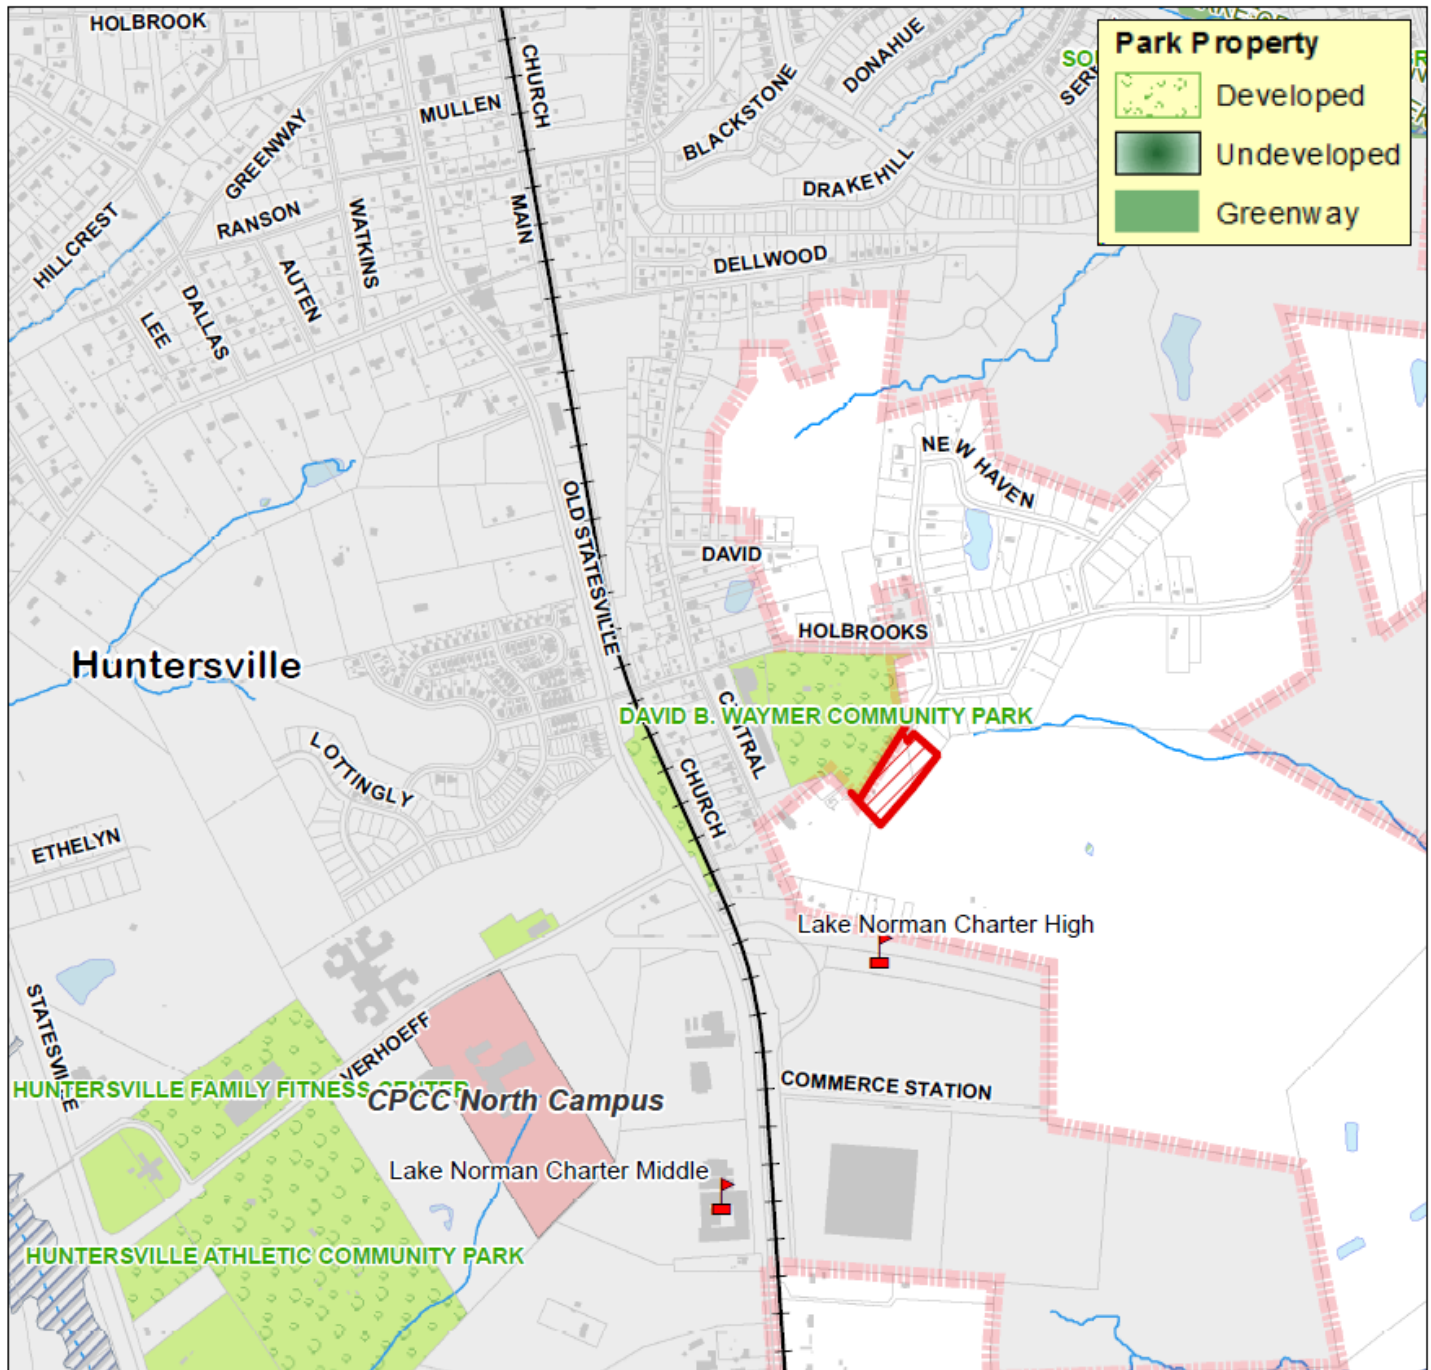 HOLBROOK
CHURCH
DONAHUE
Park Property
Developed
Undeveloped
Greenway
MULLEN
BLACKSTONE
GREENWAY
DRAKE HILL
RANSON
WATKINS
MAIN
HILLCREST
DELLWOOD
AUTEN
DALLAS
LEE
NEW HAVEN
OLD STATESVILLE
DAVID
HOLBROOKS
Huntersville
CENTRAL
DAVID B. WAYMER COMMUNITY PARK
LOTTINGLY
CHURCH
ETHELYN
Lake Norman Charter High
STATESVILLE
VERHOEFF
COMMERCE STATION
HUNTERSVILLE FAMILY FITNESS CENTER
CPCC North Campus
Lake Norman Charter Middle
HUNTERSVILLE ATHLETIC COMMUNITY PARK